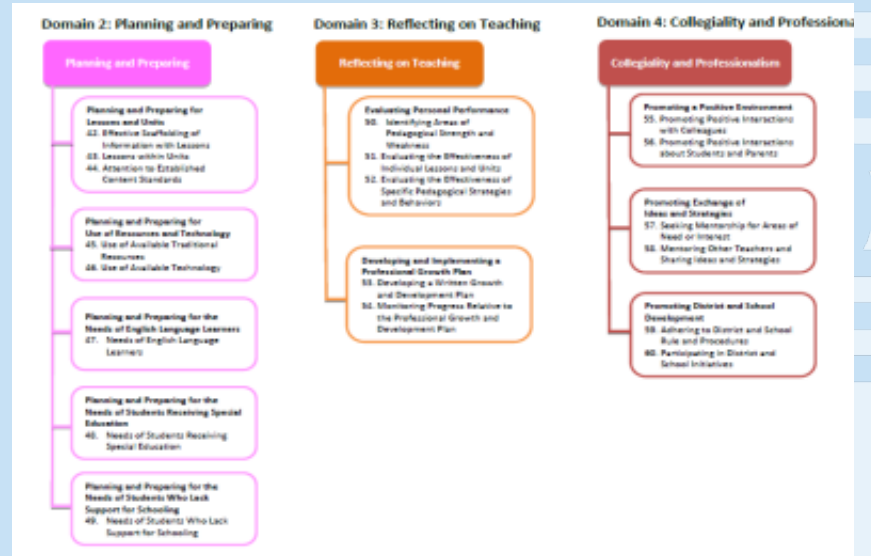 Domain 2: Planning and Preparing
Planning and Preparing
Planning and Preparing for
Lessons and Units
42. Effective Scaffolding of
Information with Lessons
43. Lessons within Units
44. Attention to Established
Content Standards
Planning and Preparing for
Use of Resources and Technology
45. Use of Available Traditional
Resources
46. Use of Available Technology
Planning and Preparing for the
Needs of English Language Learners
47. Needs of English Language
Learners
Planning and Preparing for the
Needs of Students Receiving Special
Education
48. Needs of Students Receiving
Special Education
Planning and Preparing for the
Needs of Students Who Lack
Support for Schooling
49. Needs of Students Who Lack
Support for Schooling
Domain 3: Reflecting on Teaching
Reflecting on Teaching
Evaluating Personal Performance
50. Identifying Areas of
Pedagogical Strength and
Weakness
51. Evaluating the Effectiveness of
Individual Lessons and Units
52. Evaluating the Effectiveness of
Specific Pedagogical Strategies
and Behaviors
Developing and Implementing a
Professional Growth Plan
53. Developing a Written Growth
and Development Plan
54. Monitoring Progress Relative to
the Professional Growth and
Development Plan
Domain 4: Collegiality and Professiona
Collegiality and Professionalism
Promoting a Positive Environment
55. Promoting Positive Interactions
with Colleagues
56. Promoting Positive Interactions
about Students and Parents
Promoting Exchange of
Ideas and Strategies
57. Seeking Mentorship for Areas of
Need or Interest
58. Mentoring Other Teachers and
Sharing Ideas and Strategies
Promoting District and School
Development
59. Adhering to District and School
Rule and Procedures
60. Participating in District and
School Initiatives